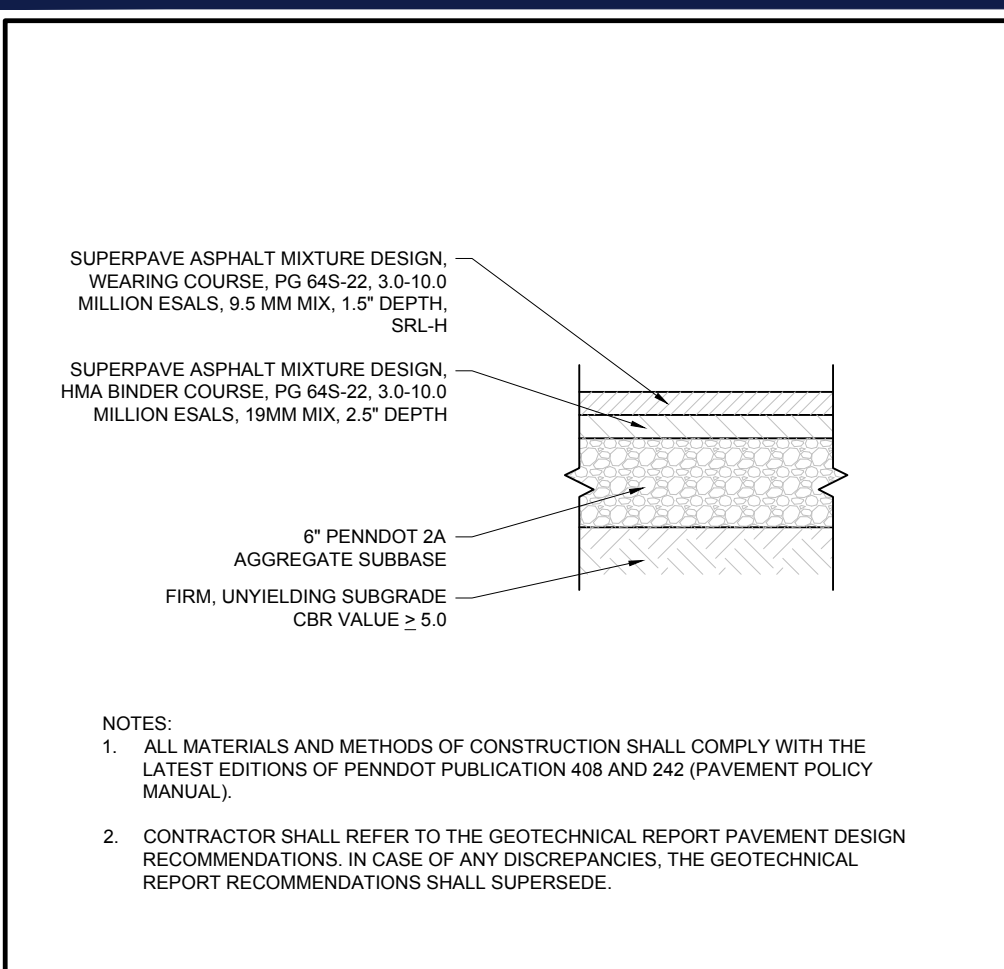 SUPERPAVE ASPHALT MIXTURE DESIGN,
WEARING COURSE, PG 64S-22, 3.0-10.0
MILLION ESALS, 9.5 MM MIX, 1.5" DEPTH,
SRL-H
SUPERPAVE ASPHALT MIXTURE DESIGN,
HMA BINDER COURSE, PG 64S-22, 3.0-10.0
MILLION ESALS, 19MM MIX, 2.5" DEPTH
6" PENNDOT 2A
AGGREGATE SUBBASE
FIRM, UNYIELDING SUBGRADE
CBR VALUE ≥ 5.0
NOTES:
1. ALL MATERIALS AND METHODS OF CONSTRUCTION SHALL COMPLY WITH THE
LATEST EDITIONS OF PENNDOT PUBLICATION 408 AND 242 (PAVEMENT POLICY
MANUAL).
2. CONTRACTOR SHALL REFER TO THE GEOTECHNICAL REPORT PAVEMENT DESIGN
RECOMMENDATIONS. IN CASE OF ANY DISCREPANCIES, THE GEOTECHNICAL
REPORT RECOMMENDATIONS SHALL SUPERSEDE.